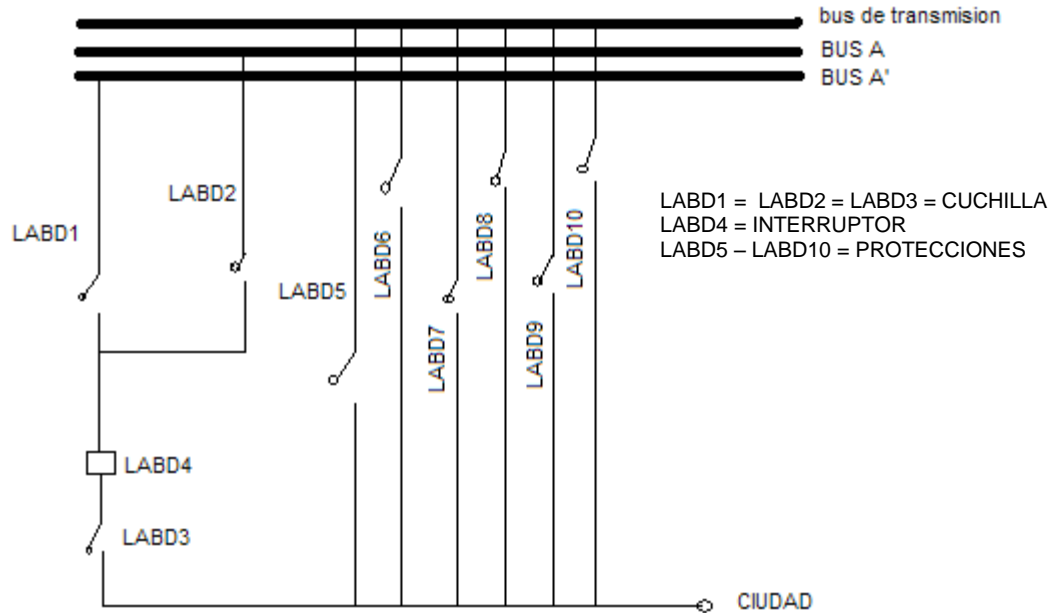 bus de transmision
BUS A
BUS A'
LABD1
LABD2
LABD5
LABD6
LABD7
LABD8
LABD9
LABD10
LABD4
LABD3
CIUDAD
LABD1 = LABD2 = LABD3 = CUCHILLA
LABD4 = INTERRUPTOR
LABD5 – LABD10 = PROTECCIONES